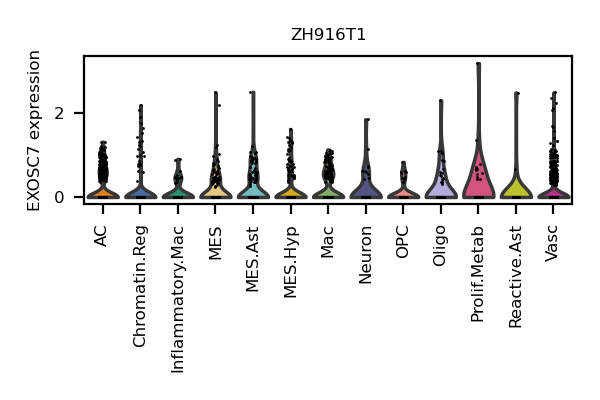 ZH916T1
EXOSC7 expression
2
0
AC
Chromatin.Reg
Inflammatory.Mac
MES
MES.Ast
MES.Hyp
Mac
Neuron
OPC
Oligo
Prolif.Metab
Reactive.Ast
Vasc